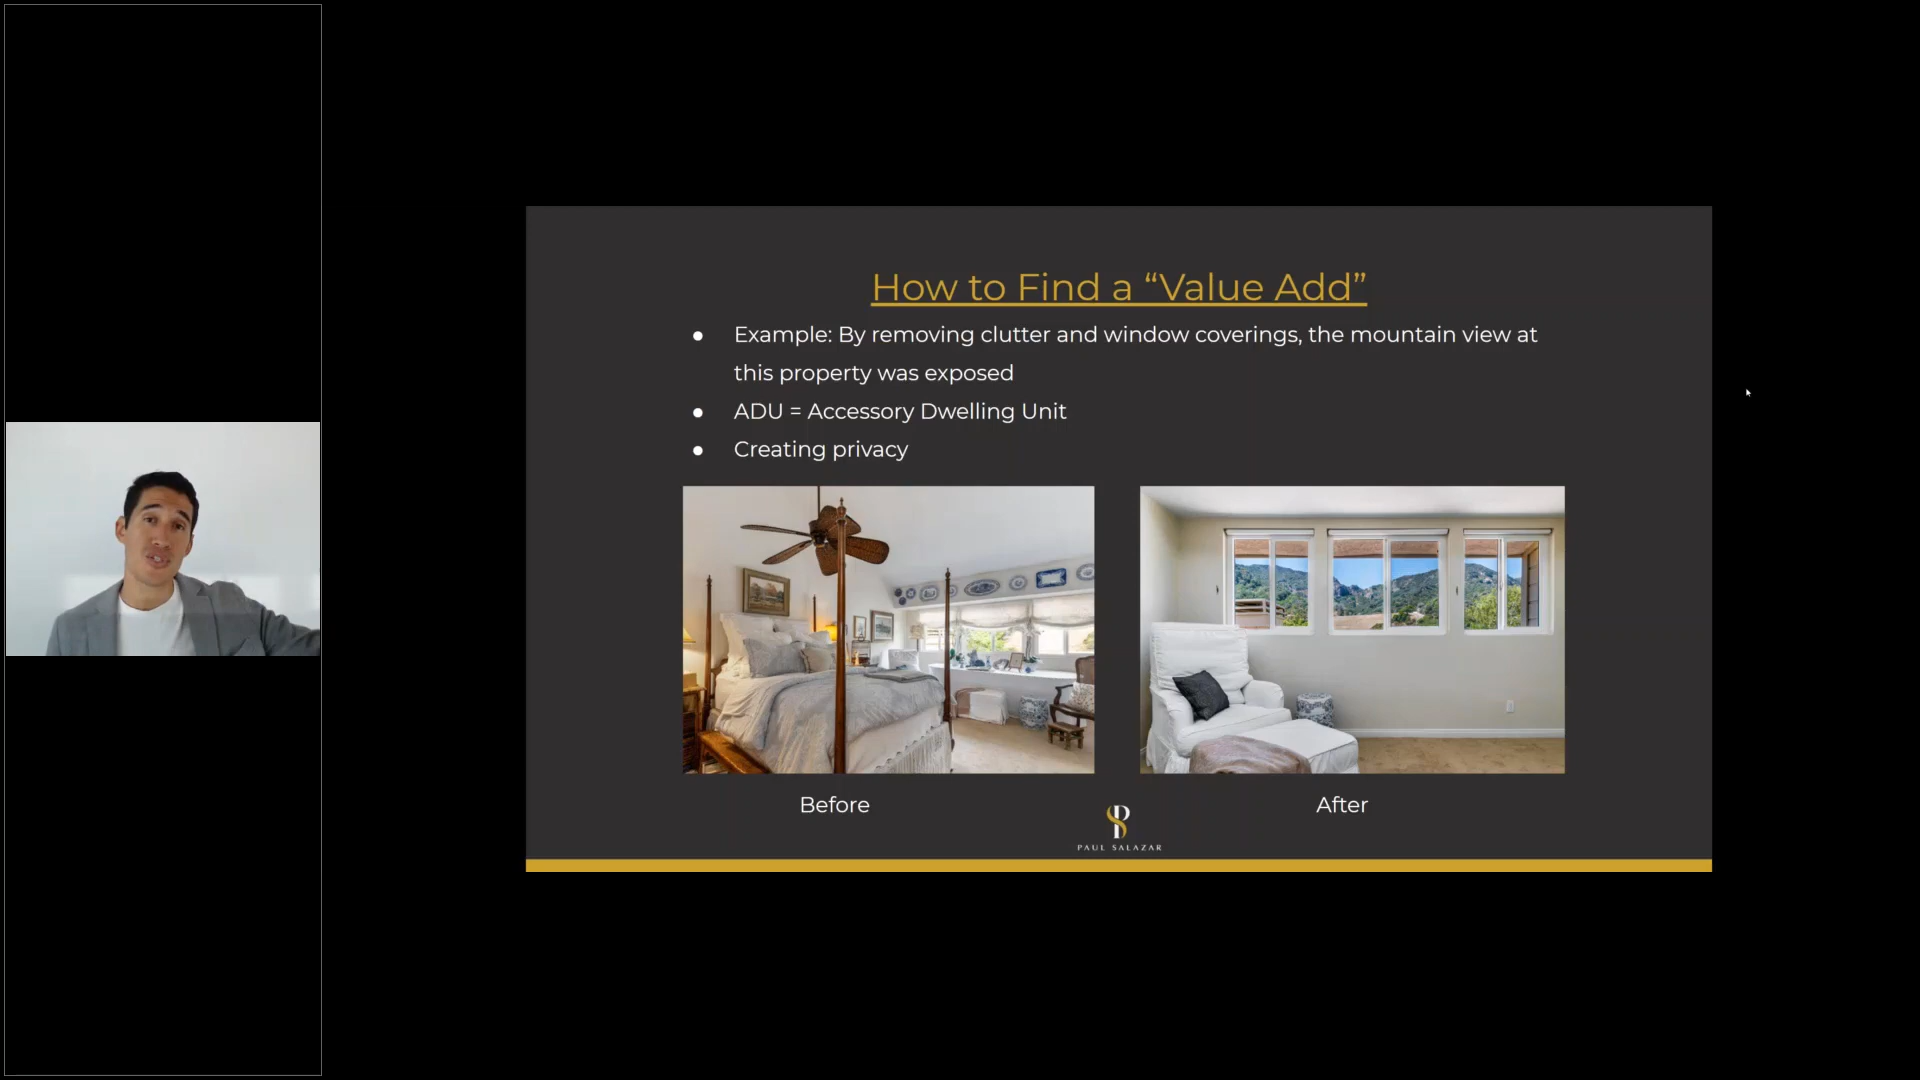 How to Find a “Value Add”
● Example: By removing clutter and window coverings, the mountain view at
this property was exposed
● ADU = Accessory Dwelling Unit
● Creating privacy
Before
After
PAUL SALAZAR